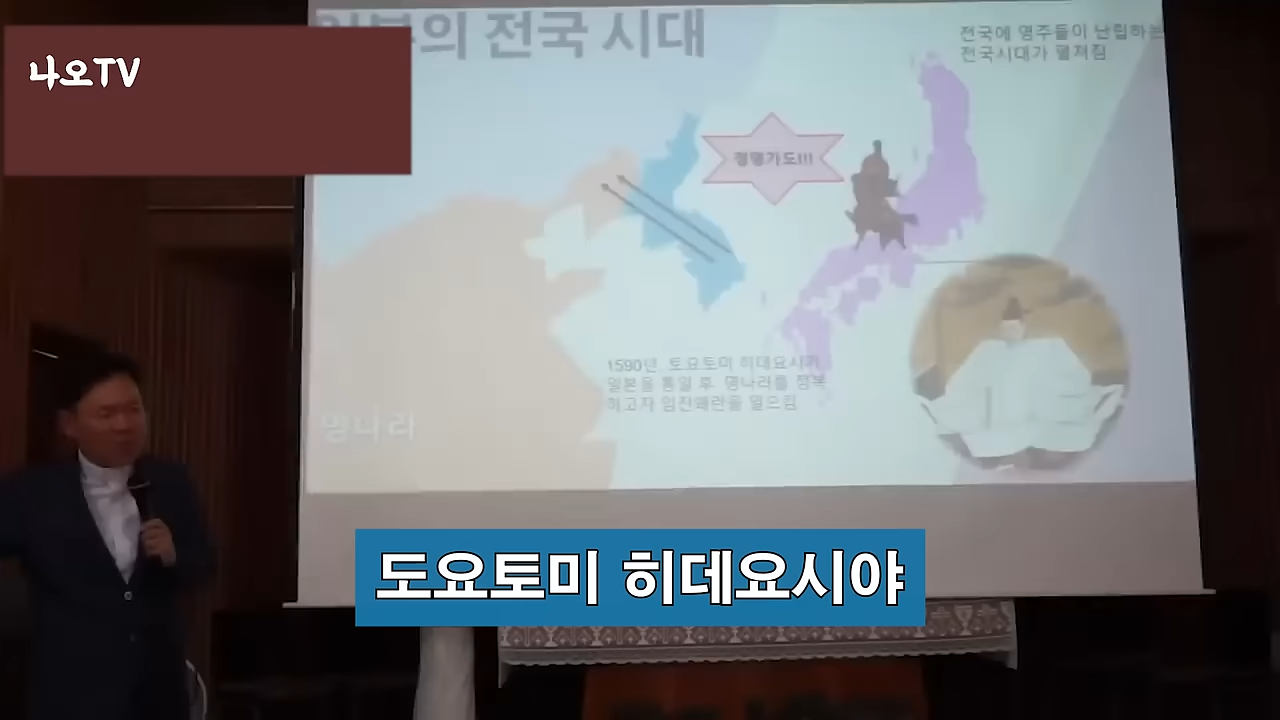 나오TV
일본의 전국 시대
전국에 영주들이 난립하는
전국시대가 펼쳐짐
정명가도!!!
1590년, 도요토미 히데요시가
일본을 통일 후, 명나라를 정복
하고자 임진왜란을 일으킴
명나라
도요토미 히데요시야